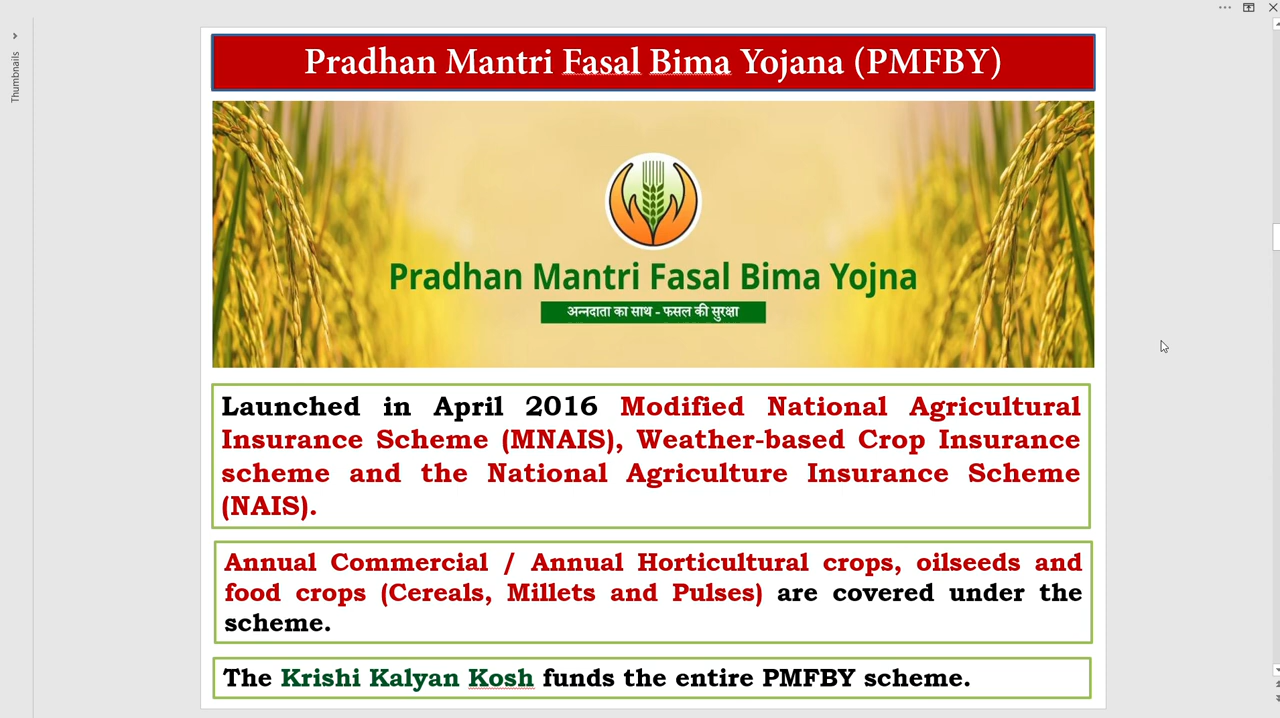 Thumbnails
Pradhan Mantri Fasal Bima Yojana (PMFBY)
Pradhan Mantri Fasal Bima Yojna
अन्नदाता का साथ - फसल की सुरक्षा
Launched in April 2016 Modified National Agricultural
Insurance Scheme (MNAIS), Weather-based Crop Insurance
scheme and the National Agriculture Insurance Scheme
(NAIS).
Annual Commercial / Annual Horticultural crops, oilseeds and
food crops (Cereals, Millets and Pulses) are covered under the
scheme.
The Krishi Kalyan Kosh funds the entire PMFBY scheme.